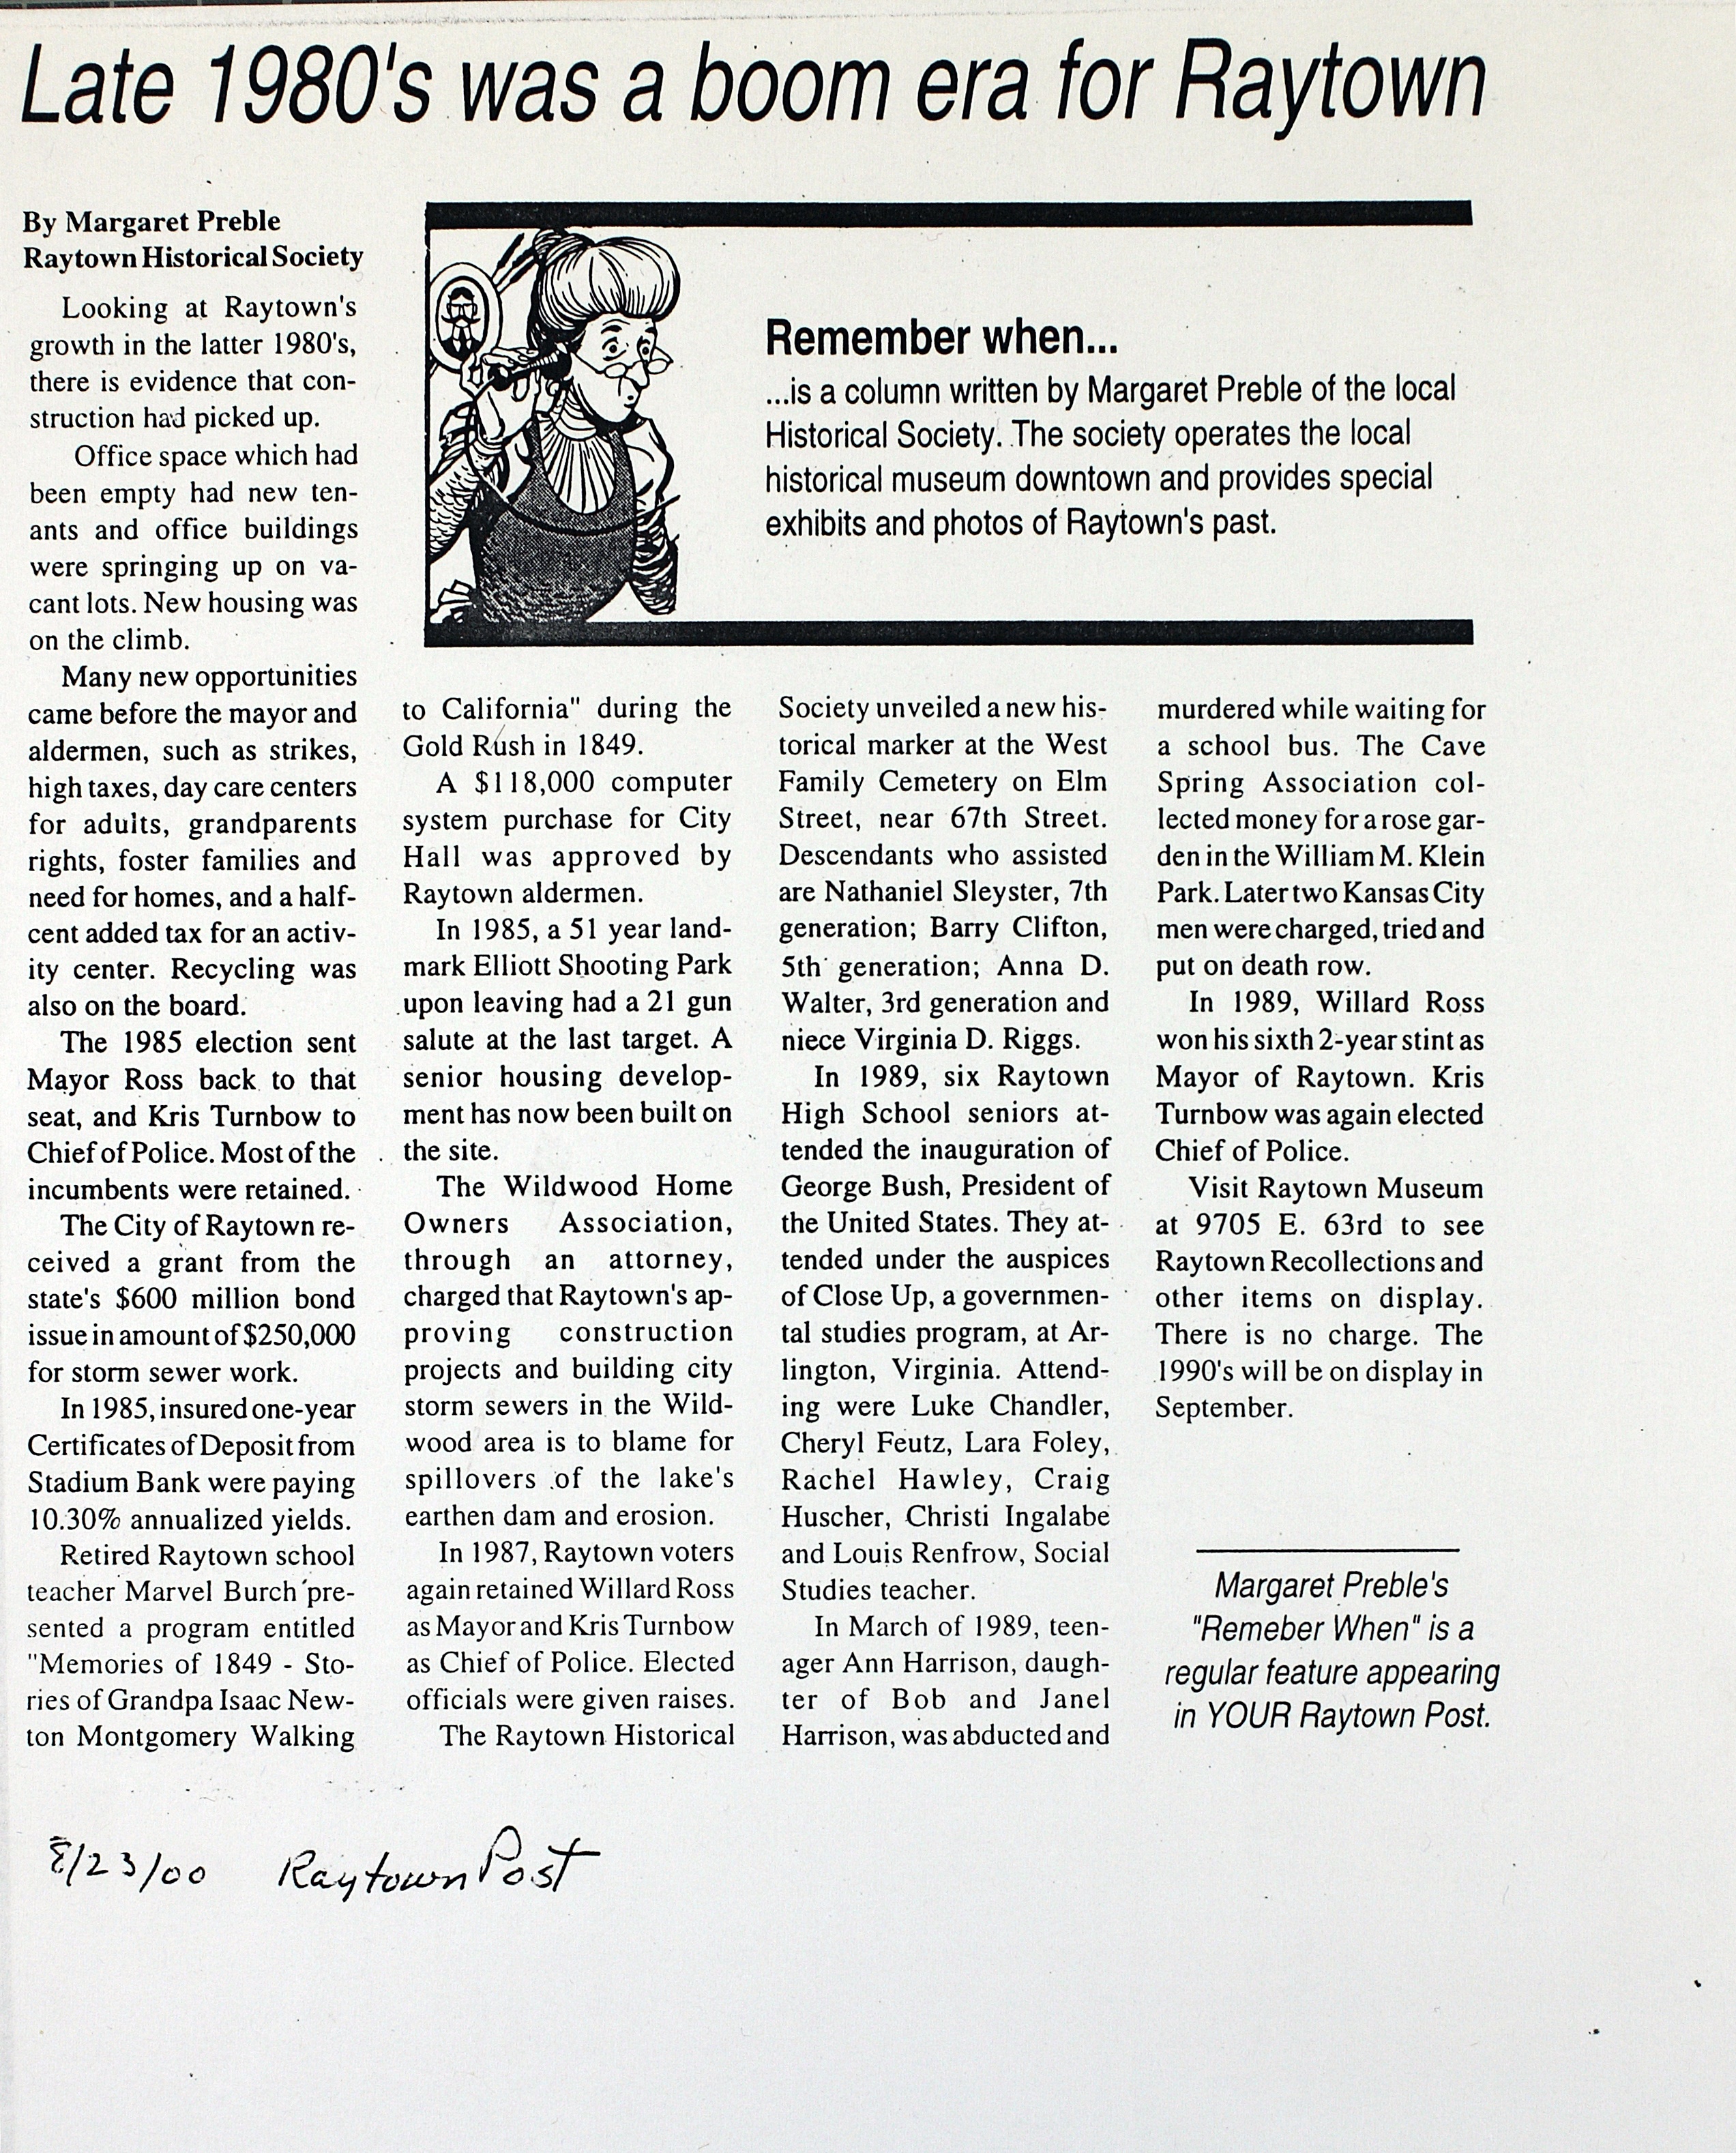 Late 1980's was a boom era for Raytown
By Margaret Preble
Raytown Historical Society
Looking at Raytown's
growth in the latter 1980's,
there is evidence that con-
struction had picked up.
Office space which had
been empty had new ten-
ants and office buildings
were springing up on va-
cant lots. New housing was
on the climb.
Many new opportunities
came before the mayor and
aldermen, such as strikes,
high taxes, day care centers
for adults, grandparents
rights, foster families and
need for homes, and a half-
cent added tax for an activ-
ity center. Recycling was
also on the board.
The 1985 election sent
Mayor Ross back to that
seat, and Kris Turnbow to
Chief of Police. Most of the
incumbents were retained.
The City of Raytown re-
ceived a grant from the
state's $600 million bond
issue in amount of $250,000
for storm sewer work.
In 1985, insured one-year
Certificates of Deposit from
Stadium Bank were paying
10.30% annualized yields.
Retired Raytown school
teacher Marvel Burch pre-
sented a program entitled
"Memories of 1849 - Sto-
ries of Grandpa Isaac New-
ton Montgomery Walking
Remember when...
...is a column written by Margaret Preble of the local
Historical Society. The society operates the local
historical museum downtown and provides special
exhibits and photos of Raytown's past.
to California" during the
Gold Rush in 1849.
A $118,000 computer
system purchase for City
Hall was approved by
Raytown aldermen.
In 1985, a 51 year land-
mark Elliott Shooting Park
upon leaving had a 21 gun
salute at the last target. A
senior housing develop-
ment has now been built on
the site.
The Wildwood Home
Owners Association,
through an attorney,
charged that Raytown's ap-
proving construction
projects and building city
storm sewers in the Wild-
wood area is to blame for
spillovers of the lake's
earthen dam and erosion.
In 1987, Raytown voters
again retained Willard Ross
as Mayor and Kris Turnbow
as Chief of Police. Elected
officials were given raises.
The Raytown Historical
Society unveiled a new his-
torical marker at the West
Family Cemetery on Elm
Street, near 67th Street.
Descendants who assisted
are Nathaniel Sleyster, 7th
generation; Barry Clifton,
5th generation; Anna D.
Walter, 3rd generation and
niece Virginia D. Riggs.
In 1989, six Raytown
High School seniors at-
tended the inauguration of
George Bush, President of
the United States. They at-
tended under the auspices
of Close Up, a governmen-
tal studies program, at Ar-
lington, Virginia. Attend-
ing were Luke Chandler,
Cheryl Feutz, Lara Foley,
Rachel Hawley, Craig
Huscher, Christi Ingalabe
and Louis Renfrow, Social
Studies teacher.
In March of 1989, teen-
ager Ann Harrison, daugh-
ter of Bob and Janel
Harrison, was abducted and
murdered while waiting for
a school bus. The Cave
Spring Association col-
lected money for a rose gar-
den in the William M. Klein
Park. Later two Kansas City
men were charged, tried and
put on death row.
In 1989, Willard Ross
won his sixth 2-year stint as
Mayor of Raytown. Kris
Turnbow was again elected
Chief of Police.
Visit Raytown Museum
at 9705 E. 63rd to see
Raytown Recollections and
other items on display.
There is no charge. The
1990's will be on display in
September.
Margaret Preble's
"Remeber When" is a
regular feature appearing
in YOUR Raytown Post.
8/23/00 Raytown Post